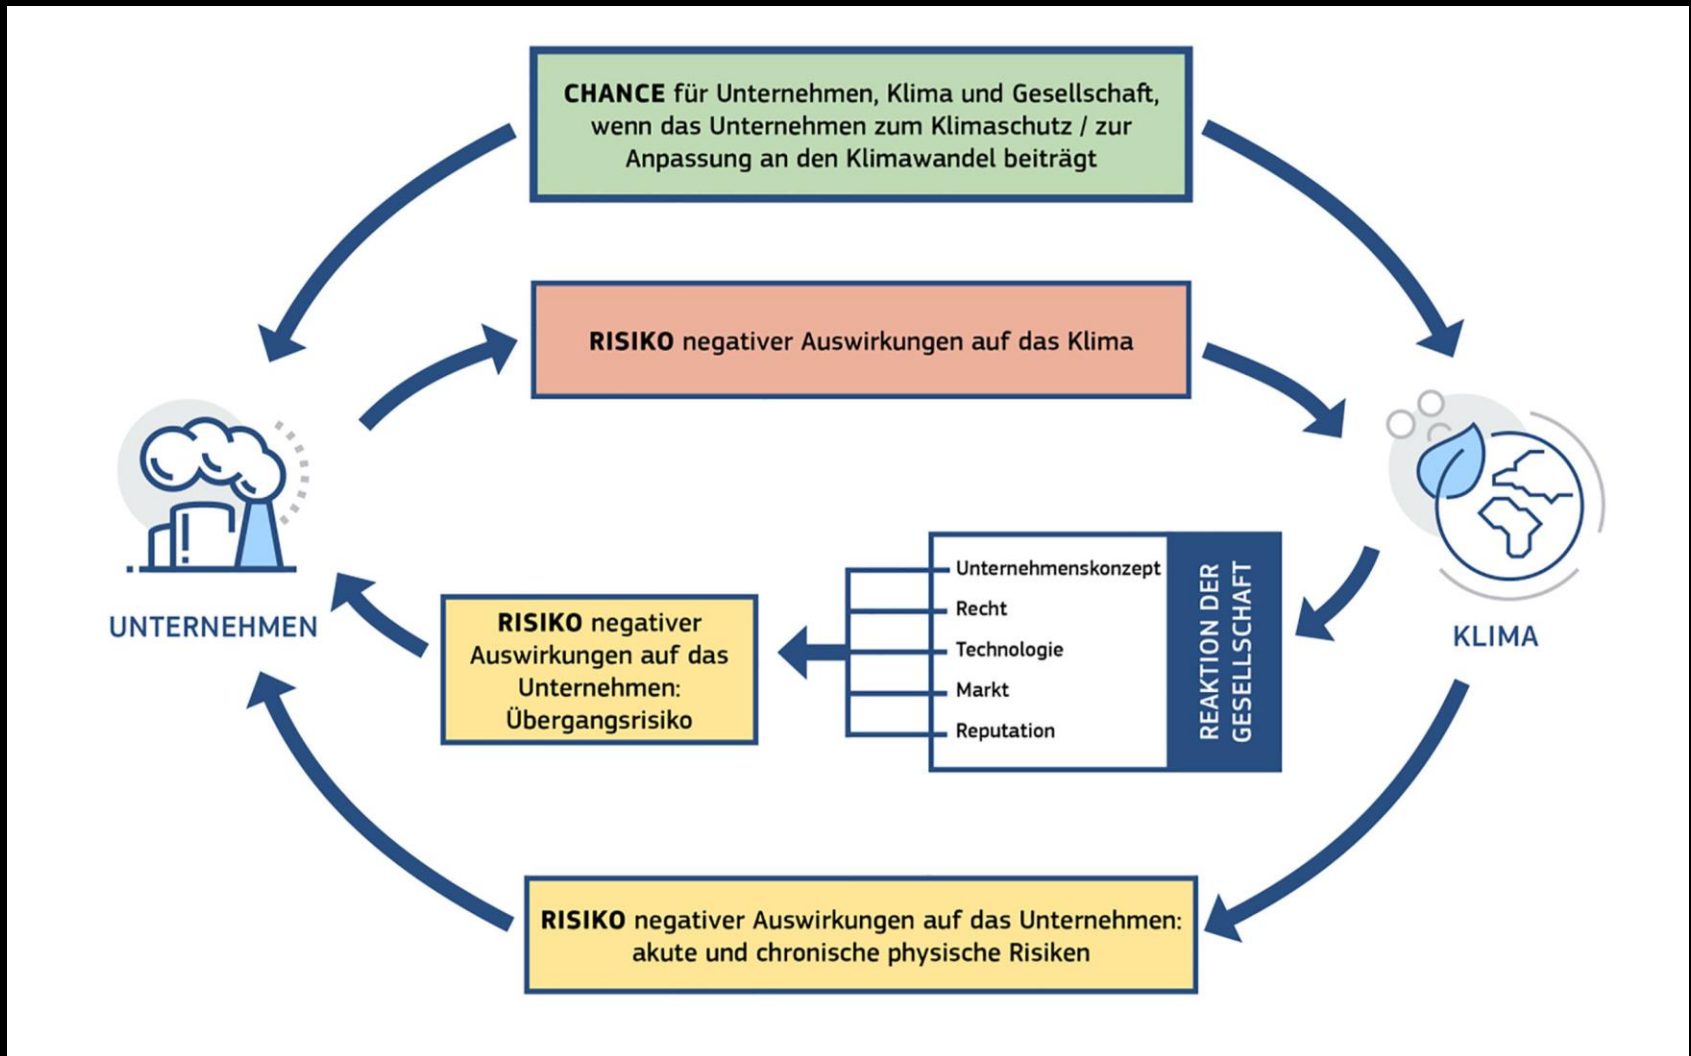 CHANCE für Unternehmen, Klima und Gesellschaft,
wenn das Unternehmen zum Klimaschutz / zur
Anpassung an den Klimawandel beiträgt
RISIKO negativer Auswirkungen auf das Klima
UNTERNEHMEN
KLIMA
Unternehmenskonzept
Recht
Technologie
Markt
Reputation
REAKTION DER
GESELLSCHAFT
RISIKO negativer
Auswirkungen auf das
Unternehmen:
Übergangsrisiko
RISIKO negativer Auswirkungen auf das Unternehmen:
akute und chronische physische Risiken